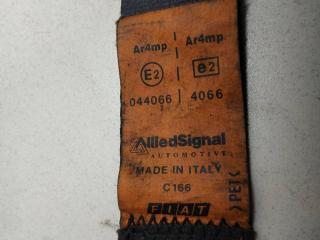 Ar4mp | Ar4mp
E2 | e2
044066 | 4066
AlliedSignal
AUTOMOTIVE
MADE IN ITALY
C166
FIAT
>PET<